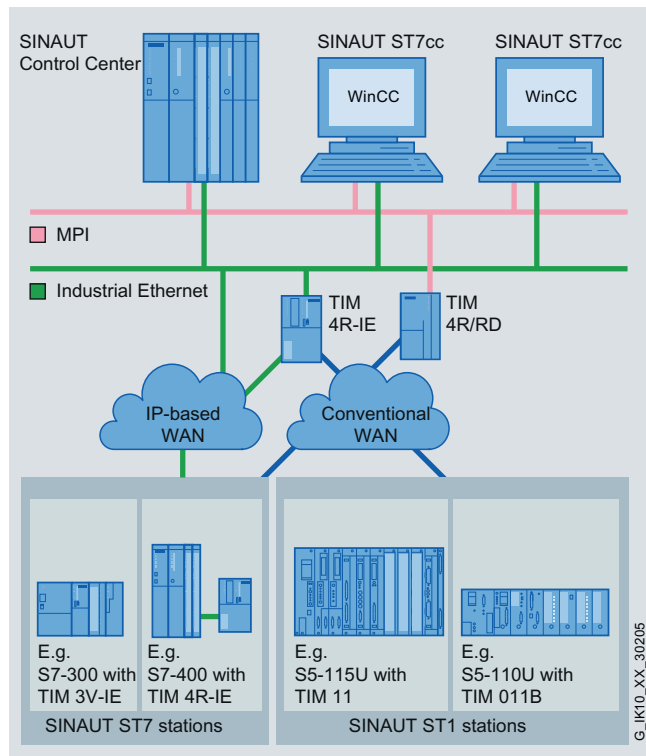 SINAUT
Control Center
SINAUT ST7cc
SINAUT ST7cc
WinCC
WinCC
MPI
Industrial Ethernet
TIM
4R-IE
TIM
4R/RD
IP-based
WAN
Conventional
WAN
E.g.
S7-300 with
TIM 3V-IE
E.g.
S7-400 with
TIM 4R-IE
E.g.
S5-115U with
TIM 11
E.g.
S5-110U with
TIM 011B
SINAUT ST7 stations
SINAUT ST1 stations
G_IK10_XX_30205